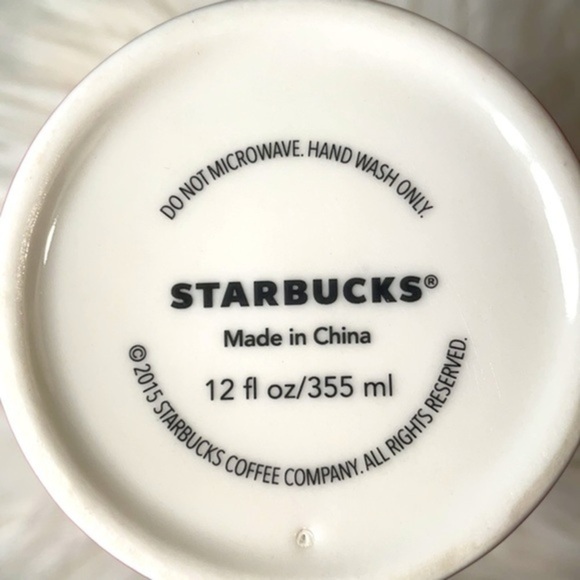 DO NOT MICROWAVE. HAND WASH ONLY.
STARBUCKS®
Made in China
12 fl oz/355 ml
© 2015 STARBUCKS COFFEE COMPANY. ALL RIGHTS RESERVED.